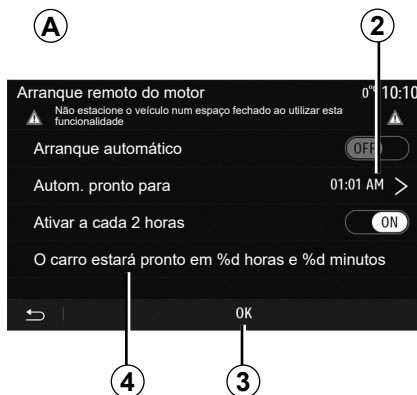 A
2
Arranque remoto do motor 0° 10:10
Não estacione o veículo num espaço fechado ao utilizar esta
funcionalidade
Arranque automático OFF
Autom. pronto para 01:01 AM >
Ativar a cada 2 horas ON
O carro estará pronto em %d horas e %d minutos
OK
4
3